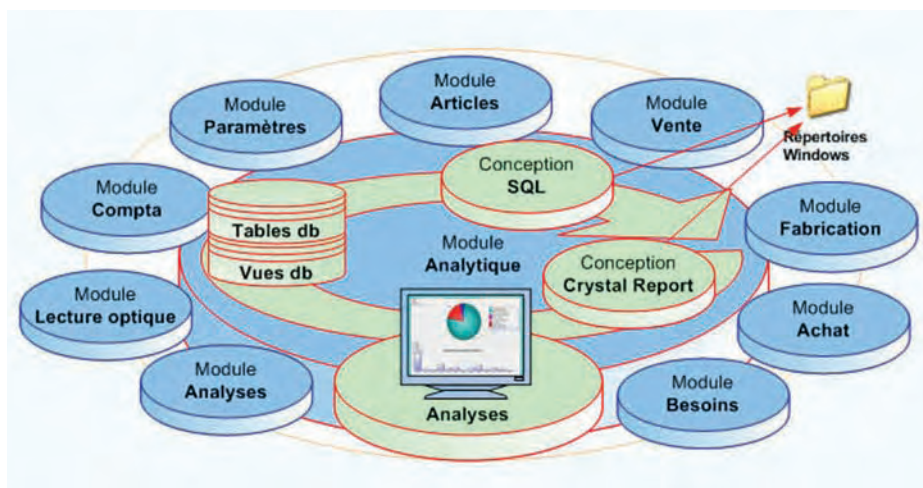 Module
Articles
Module
Paramètres
Module
Vente
Répertoires
Windows
Conception
SQL
Module
Compta
Tables db
Vues db
Module
Analytique
Module
Fabrication
Conception
Crystal Report
Module
Lecture optique
Module
Achat
Module
Analyses
Analyses
Module
Besoins